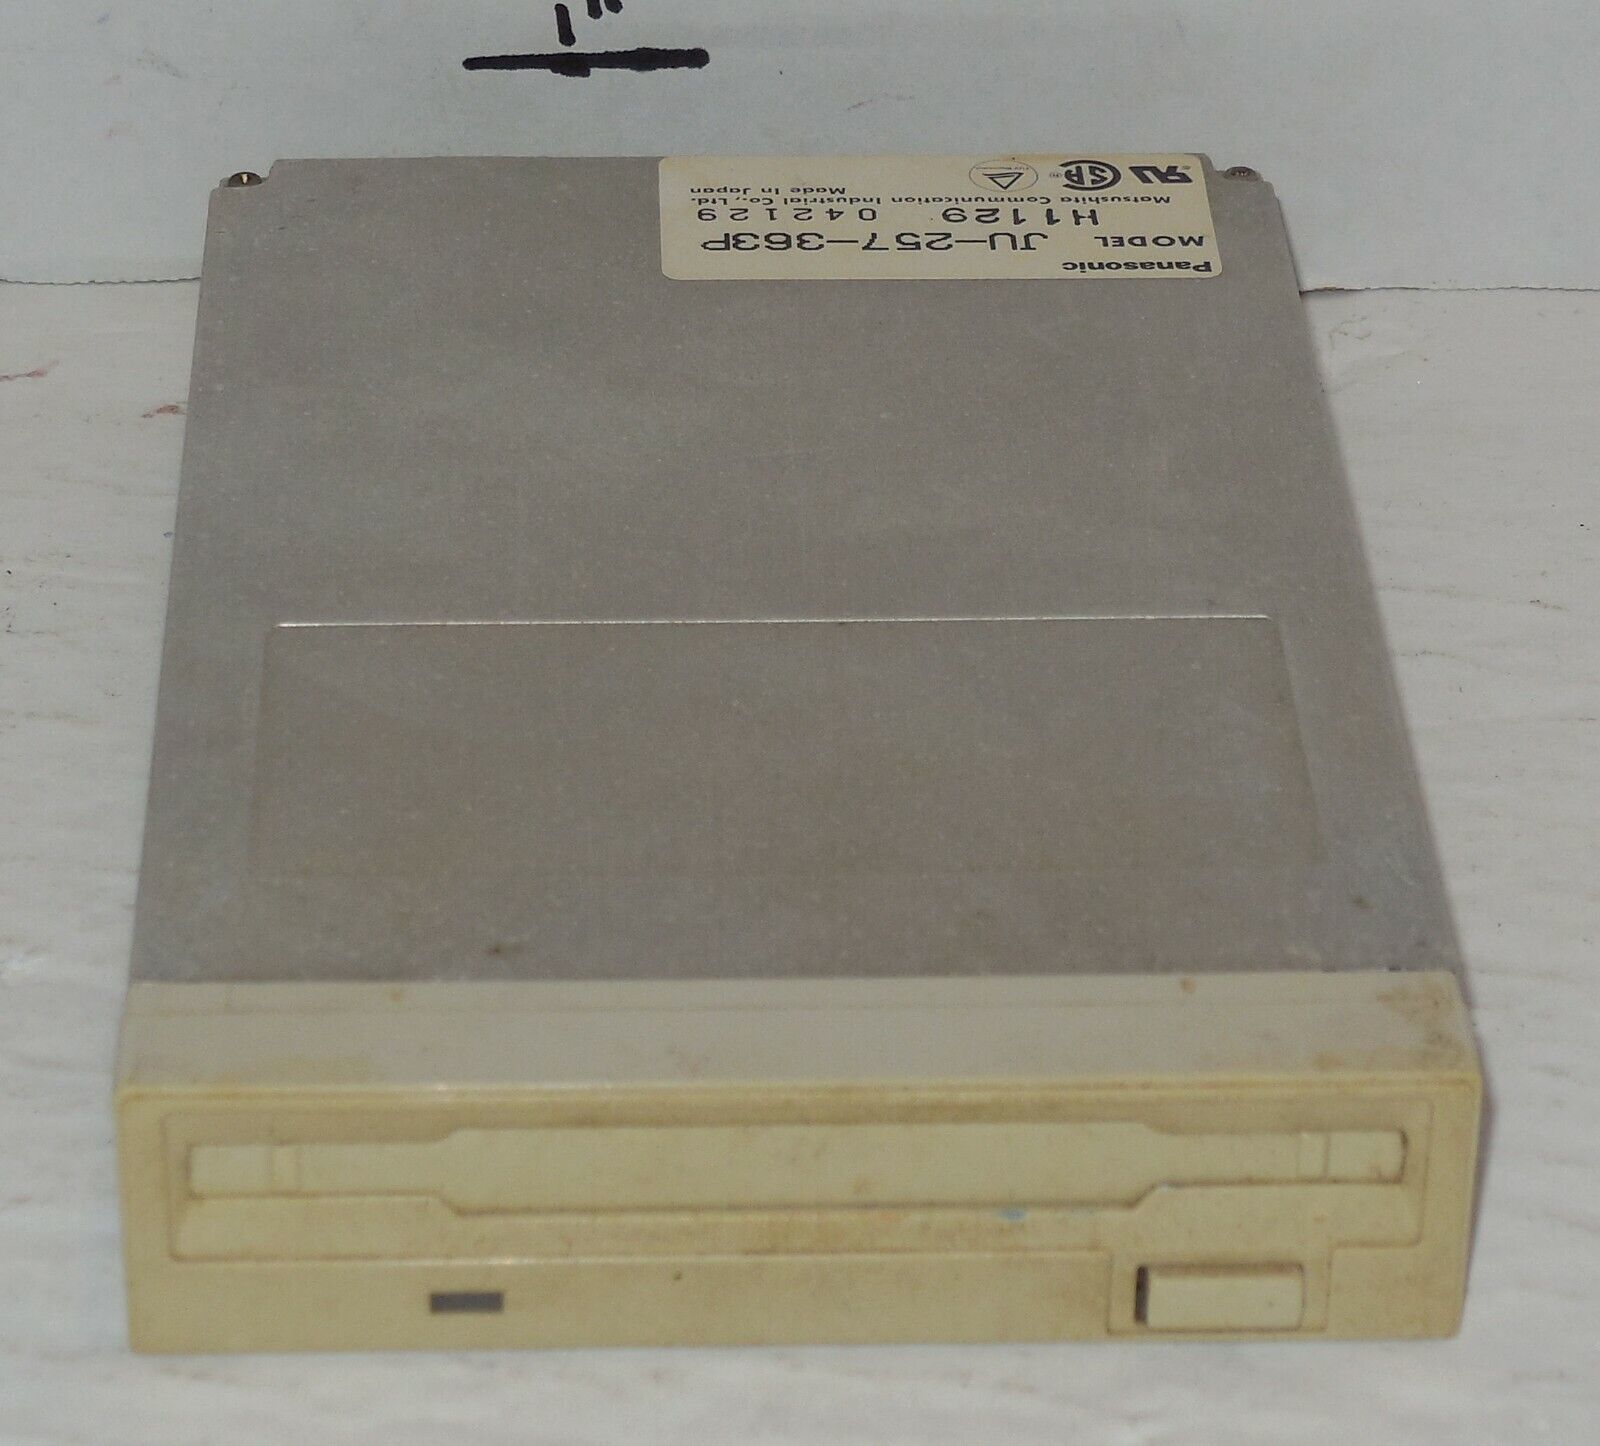 1"
Panasonic
MODEL JU-257-363P
H1129 042129
Matsushita Communication Industrial Co., Ltd.
Made In Japan